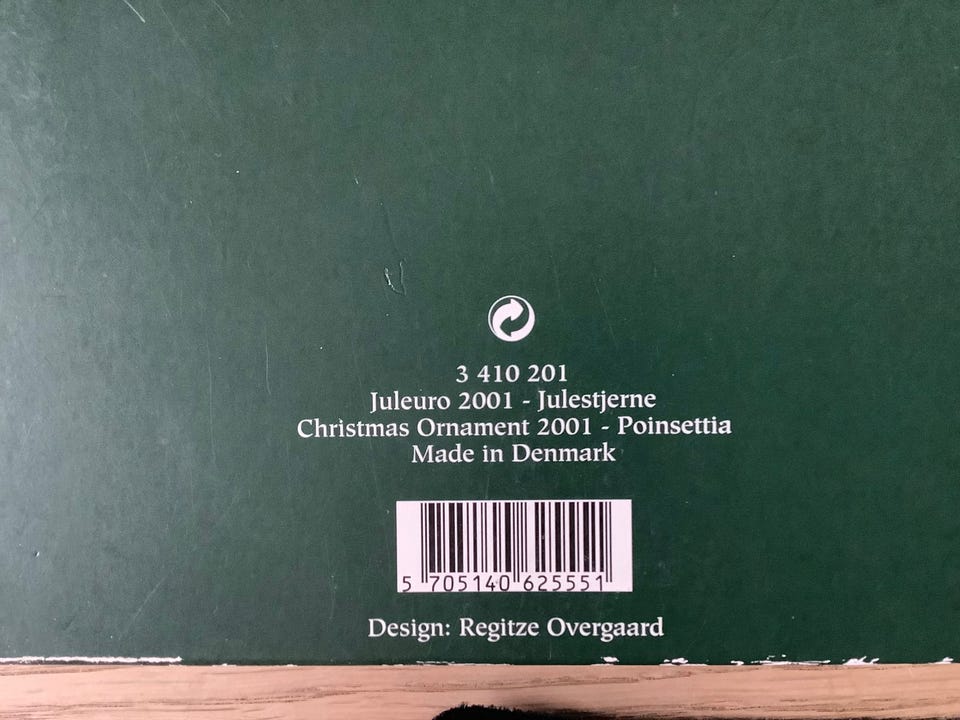 3 410 201
Juleuro 2001 - Julestjerne
Christmas Ornament 2001 - Poinsettia
Made in Denmark
5 705140 625551
Design: Regitze Overgaard